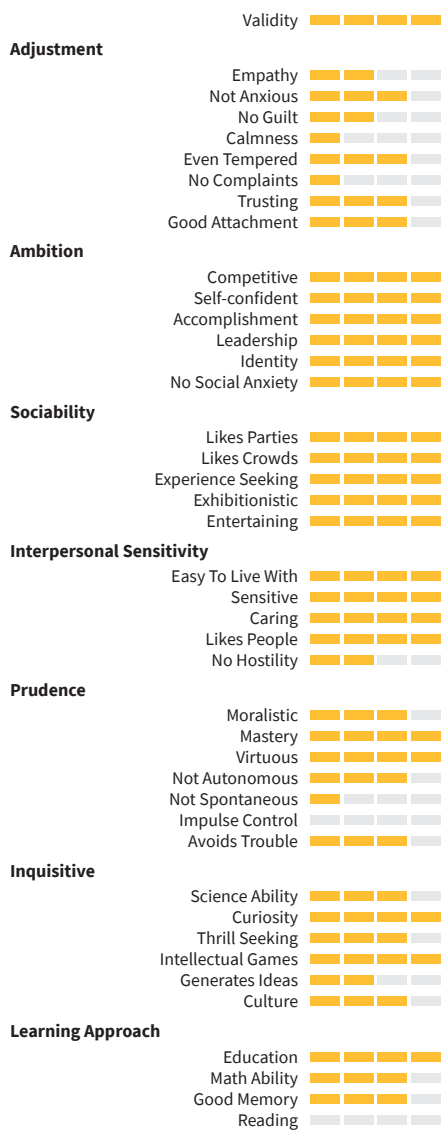 Validity
Adjustment
Empathy
Not Anxious
No Guilt
Calmness
Even Tempered
No Complaints
Trusting
Good Attachment
Ambition
Competitive
Self-confident
Accomplishment
Leadership
Identity
No Social Anxiety
Sociability
Likes Parties
Likes Crowds
Experience Seeking
Exhibitionistic
Entertaining
Interpersonal Sensitivity
Easy To Live With
Sensitive
Caring
Likes People
No Hostility
Prudence
Moralistic
Mastery
Virtuous
Not Autonomous
Not Spontaneous
Impulse Control
Avoids Trouble
Inquisitive
Science Ability
Curiosity
Thrill Seeking
Intellectual Games
Generates Ideas
Culture
Learning Approach
Education
Math Ability
Good Memory
Reading